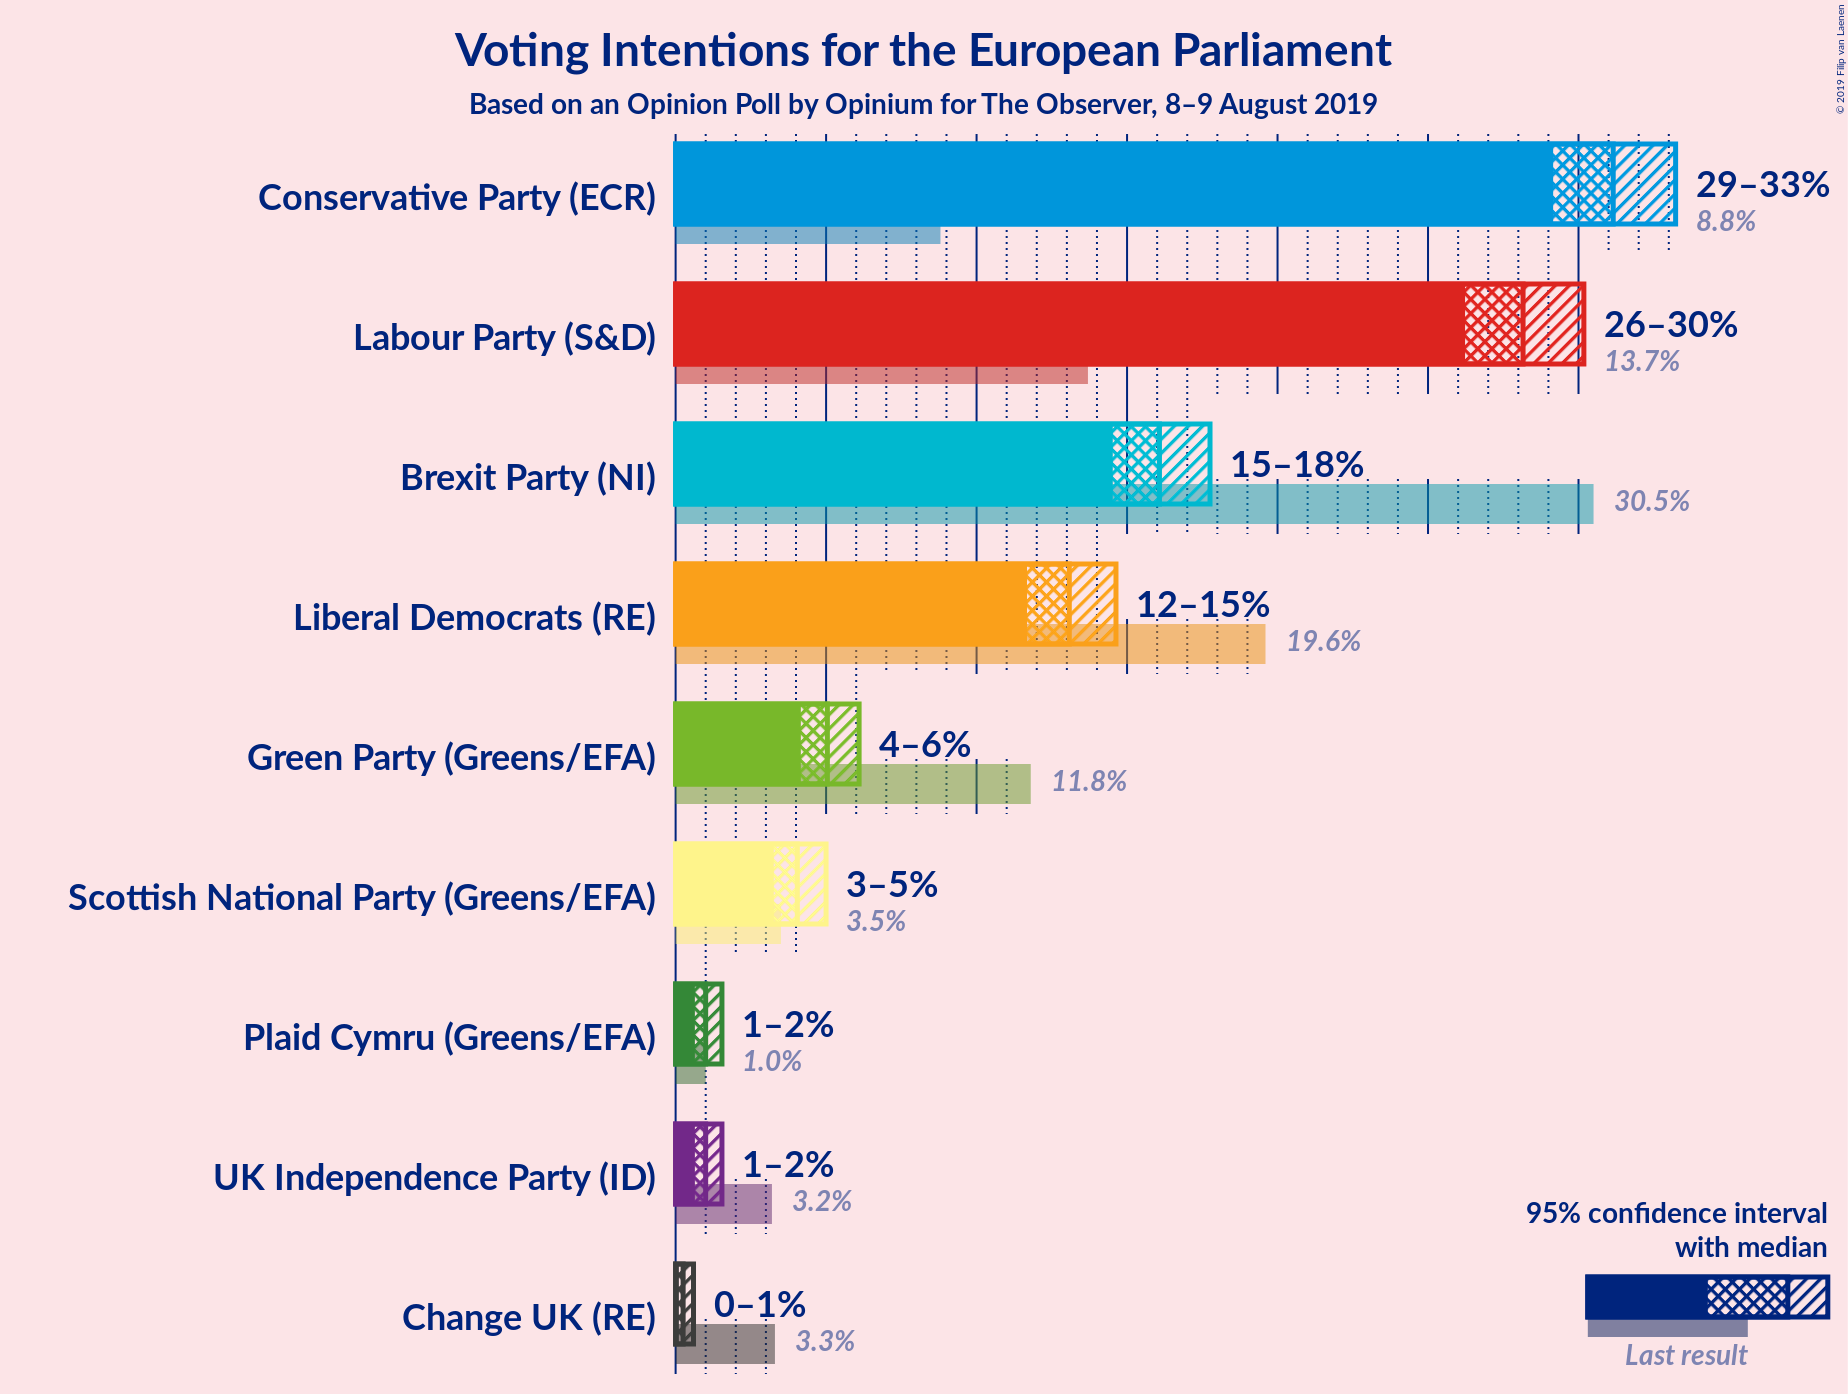 Voting Intentions for the European Parliament
Based on an Opinion Poll by Opinium for The Observer, 8–9 August 2019
© 2019 Filip van Laenen
Conservative Party (ECR)
29–33%
8.8%
Labour Party (S&D)
26–30%
13.7%
Brexit Party (NI)
15–18%
30.5%
Liberal Democrats (RE)
12–15%
19.6%
Green Party (Greens/EFA)
4–6%
11.8%
Scottish National Party (Greens/EFA)
3–5%
3.5%
Plaid Cymru (Greens/EFA)
1–2%
1.0%
UK Independence Party (ID)
1–2%
3.2%
Change UK (RE)
0–1%
3.3%
95% confidence interval
with median
Last result